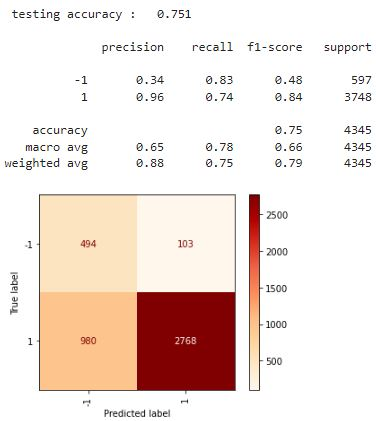 testing accuracy :   0.751
precision    recall  f1-score   support
-1       0.34      0.83      0.48       597
1       0.96      0.74      0.84      3748
accuracy                           0.75      4345
macro avg       0.65      0.78      0.66      4345
weighted avg       0.88      0.75      0.79      4345
2500
2000
1500
1000
500
True label
-1
494 103
1
980 2768
-1 1
Predicted label